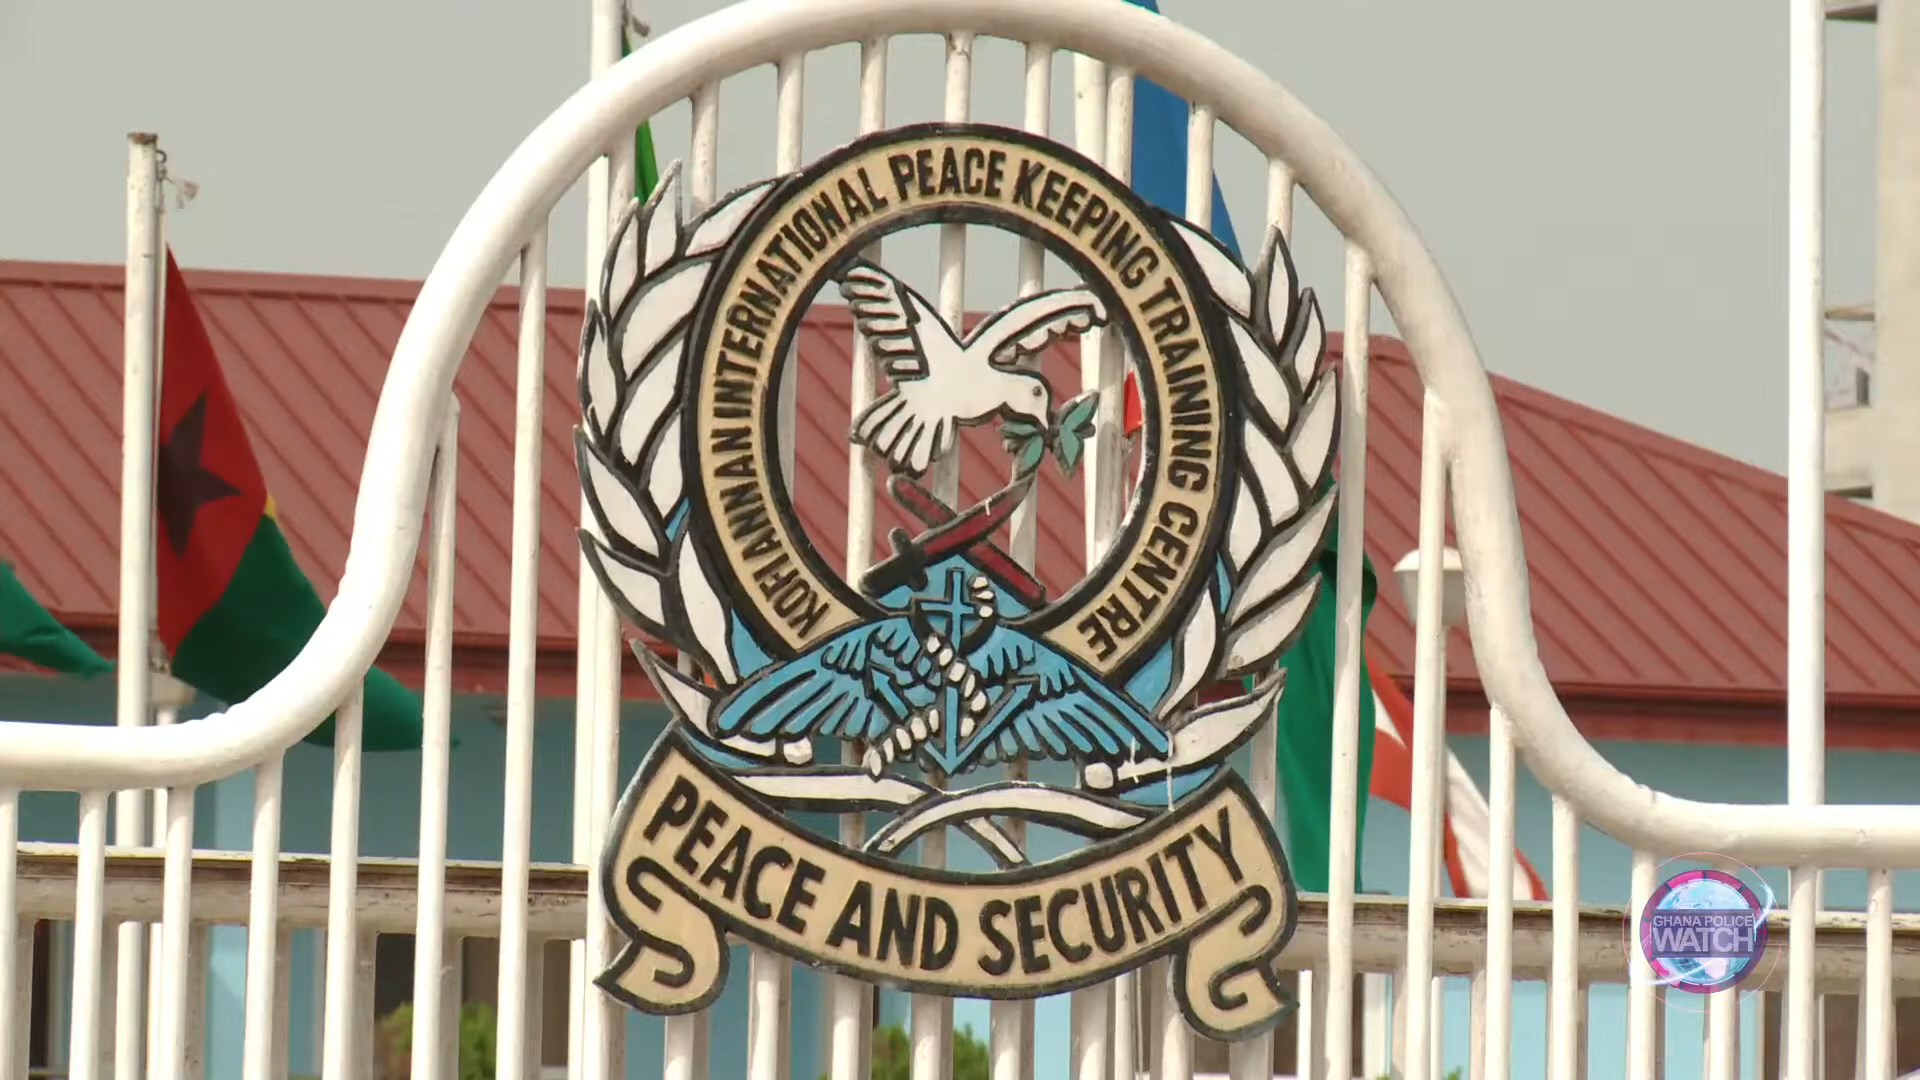 KOFI ANNAN INTERNATIONAL PEACE KEEPING TRAINING CENTRE
PEACE AND SECURITY
GHANA POLICE
WATCH